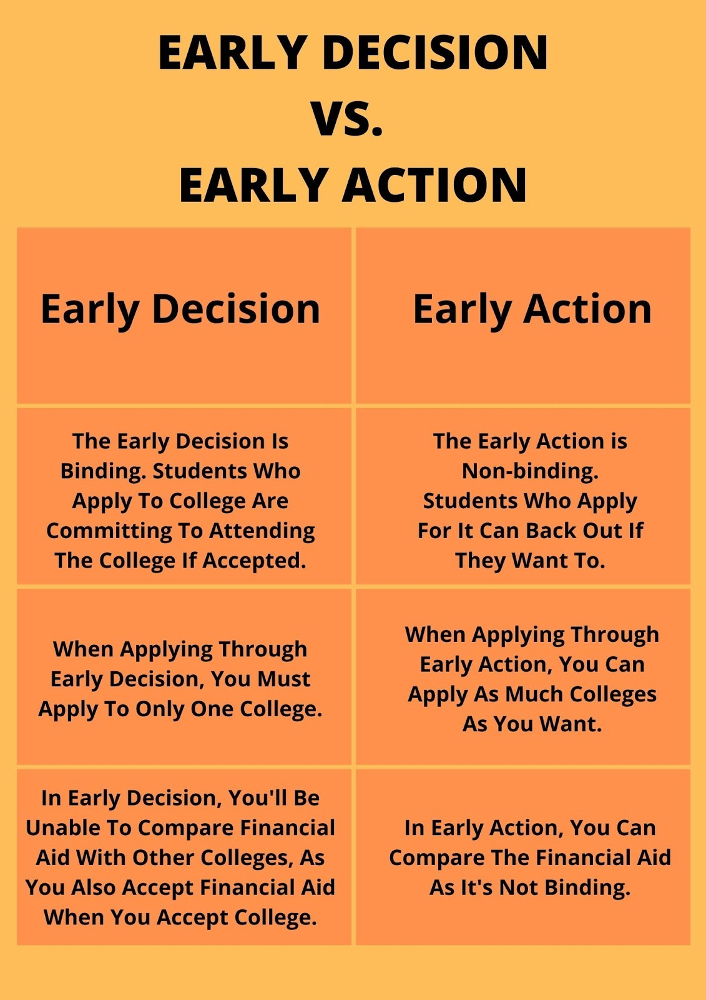 EARLY DECISION
VS.
EARLY ACTION
Early Decision
Early Action
The Early Decision Is
Binding. Students Who
Apply To College Are
Committing To Attending
The College If Accepted.
The Early Action is
Non-binding.
Students Who Apply
For It Can Back Out If
They Want To.
When Applying Through
Early Decision, You Must
Apply To Only One College.
When Applying Through
Early Action, You Can
Apply As Much Colleges
As You Want.
In Early Decision, You'll Be
Unable To Compare Financial
Aid With Other Colleges, As
You Also Accept Financial Aid
When You Accept College.
In Early Action, You Can
Compare The Financial Aid
As It's Not Binding.